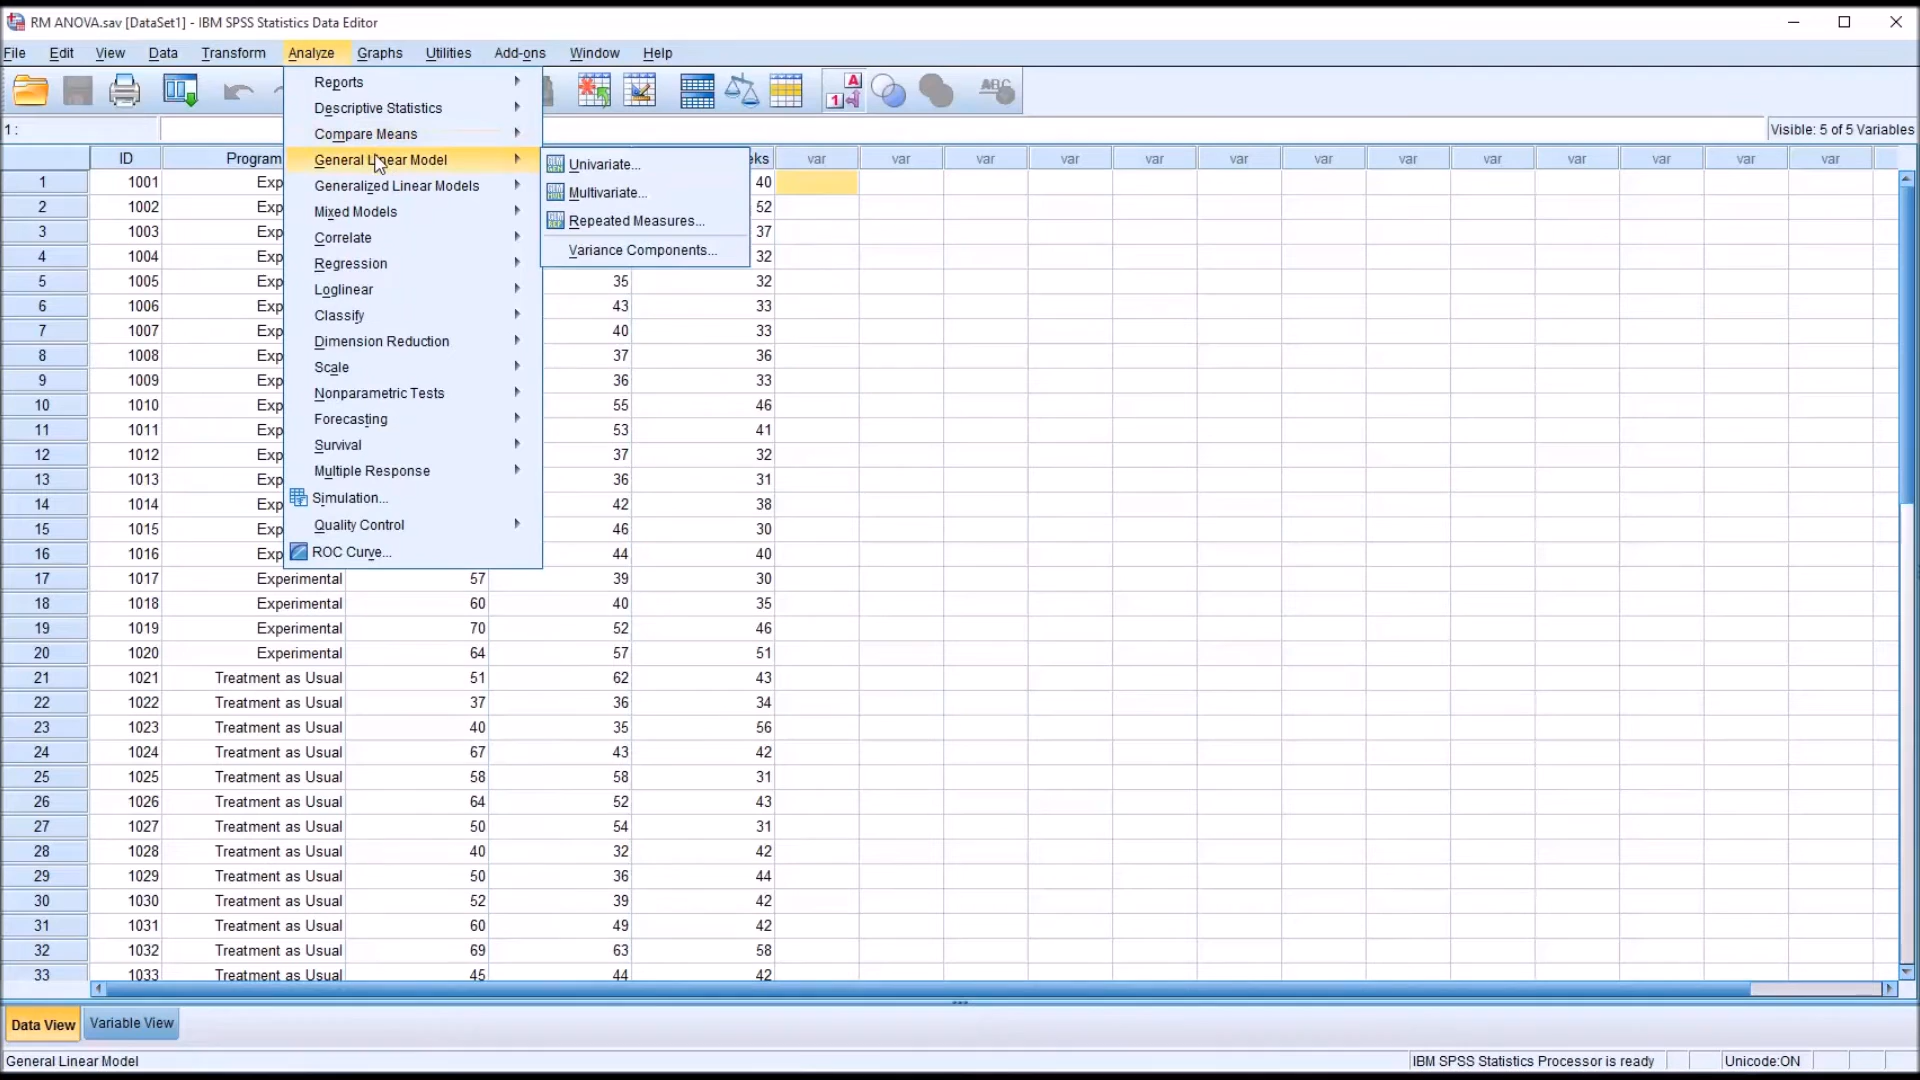 RM ANOVA.sav [DataSet1] - IBM SPSS Statistics Data Editor
File Edit View Data Transform Analyze Graphs Utilities Add-ons Window Help
1 :
Visible: 5 of 5 Variables
Reports
Descriptive Statistics
Compare Means
General Linear Model
Generalized Linear Models
Mixed Models
Correlate
Regression
Loglinear
Classify
Dimension Reduction
Scale
Nonparametric Tests
Forecasting
Survival
Multiple Response
Simulation...
Quality Control
ROC Curve...
Univariate...
Multivariate...
Repeated Measures...
Variance Components...
ID Program eks var var var var var var var var var var var var var
1 1001 Exp 40
2 1002 Exp 52
3 1003 Exp 37
4 1004 Exp 32
5 1005 Exp 35 32
6 1006 Exp 43 33
7 1007 Exp 40 33
8 1008 Exp 37 36
9 1009 Exp 36 33
10 1010 Exp 55 46
11 1011 Exp 53 41
12 1012 Exp 37 32
13 1013 Exp 36 31
14 1014 Exp 42 38
15 1015 Exp 46 30
16 1016 Exp 44 40
17 1017 Experimental 57 39 30
18 1018 Experimental 60 40 35
19 1019 Experimental 70 52 46
20 1020 Experimental 64 57 51
21 1021 Treatment as Usual 51 62 43
22 1022 Treatment as Usual 37 36 34
23 1023 Treatment as Usual 40 35 56
24 1024 Treatment as Usual 67 43 42
25 1025 Treatment as Usual 58 58 31
26 1026 Treatment as Usual 64 52 43
27 1027 Treatment as Usual 50 54 31
28 1028 Treatment as Usual 40 32 42
29 1029 Treatment as Usual 50 36 44
30 1030 Treatment as Usual 52 39 42
31 1031 Treatment as Usual 60 49 42
32 1032 Treatment as Usual 69 63 58
33 1033 Treatment as Usual 45 44 42
Data View Variable View
General Linear Model
IBM SPSS Statistics Processor is ready
Unicode:ON